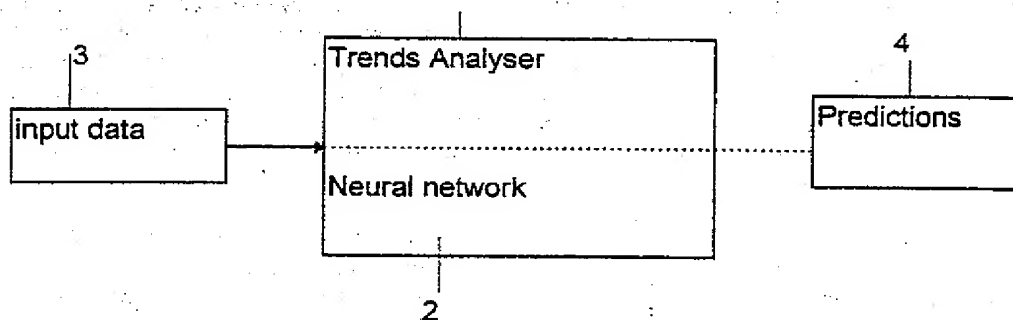 3
Trends Analyser
4
input data
Predictions
Neural network
2